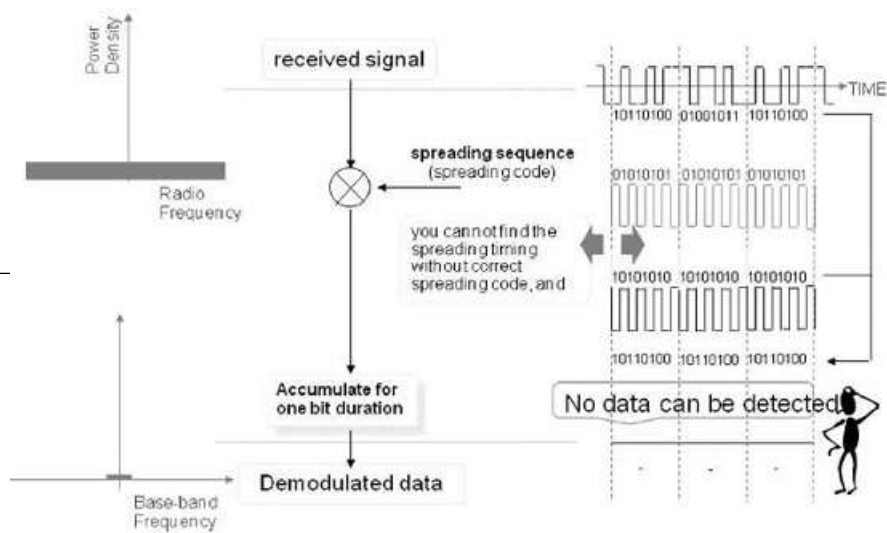 Power
Density
received signal
TIME
10110100 01001011 10110100
spreading sequence
(spreading code)
01010101 01010101 01010101
Radio
Frequency
you cannot find the
spreading timing
without correct
spreading code, and
10101010 10101010 10101010
10110100 10110100 10110100
Accumulate for
one bit duration
No data can be detected
- - -
Demodulated data
Base-band
Frequency